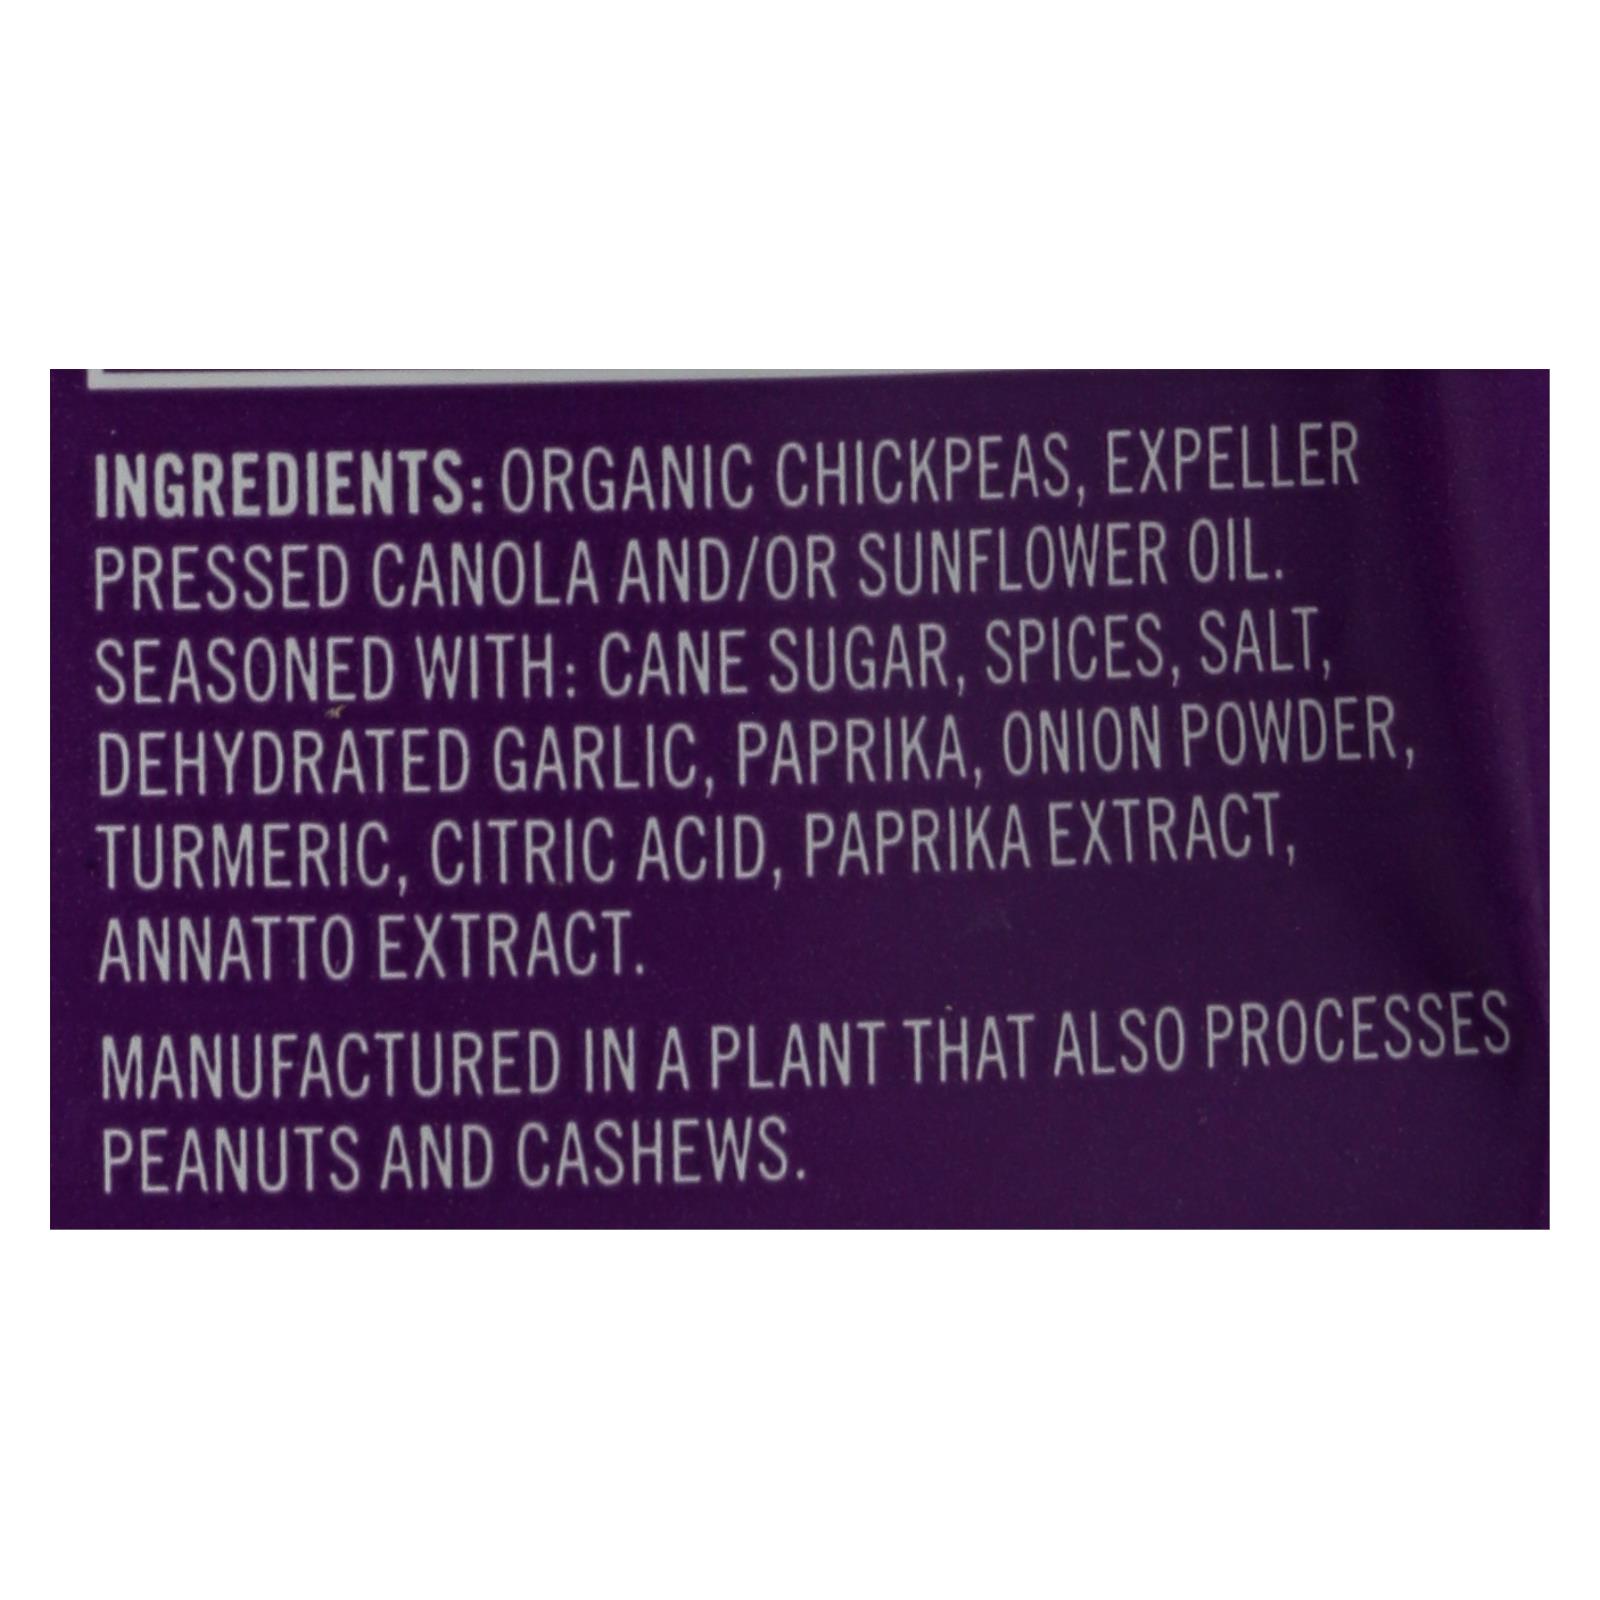 INGREDIENTS: ORGANIC CHICKPEAS, EXPELLER
PRESSED CANOLA AND/OR SUNFLOWER OIL.
SEASONED WITH: CANE SUGAR, SPICES, SALT,
DEHYDRATED GARLIC, PAPRIKA, ONION POWDER,
TURMERIC, CITRIC ACID, PAPRIKA EXTRACT,
ANNATTO EXTRACT.
MANUFACTURED IN A PLANT THAT ALSO PROCESSES
PEANUTS AND CASHEWS.